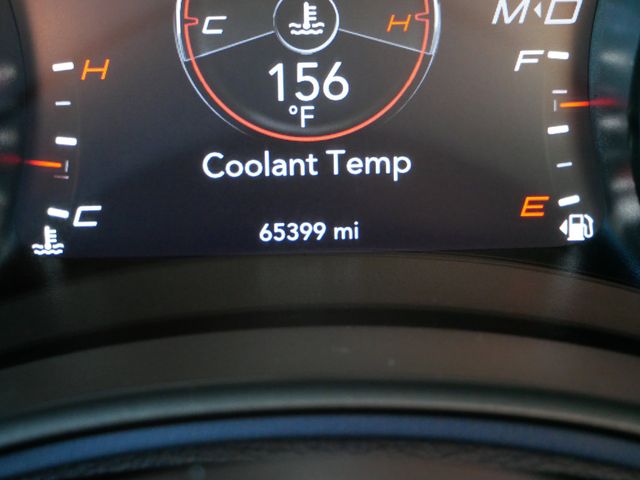 C H
M◂D
H
F
156
°F
Coolant Temp
C
E
65399 mi